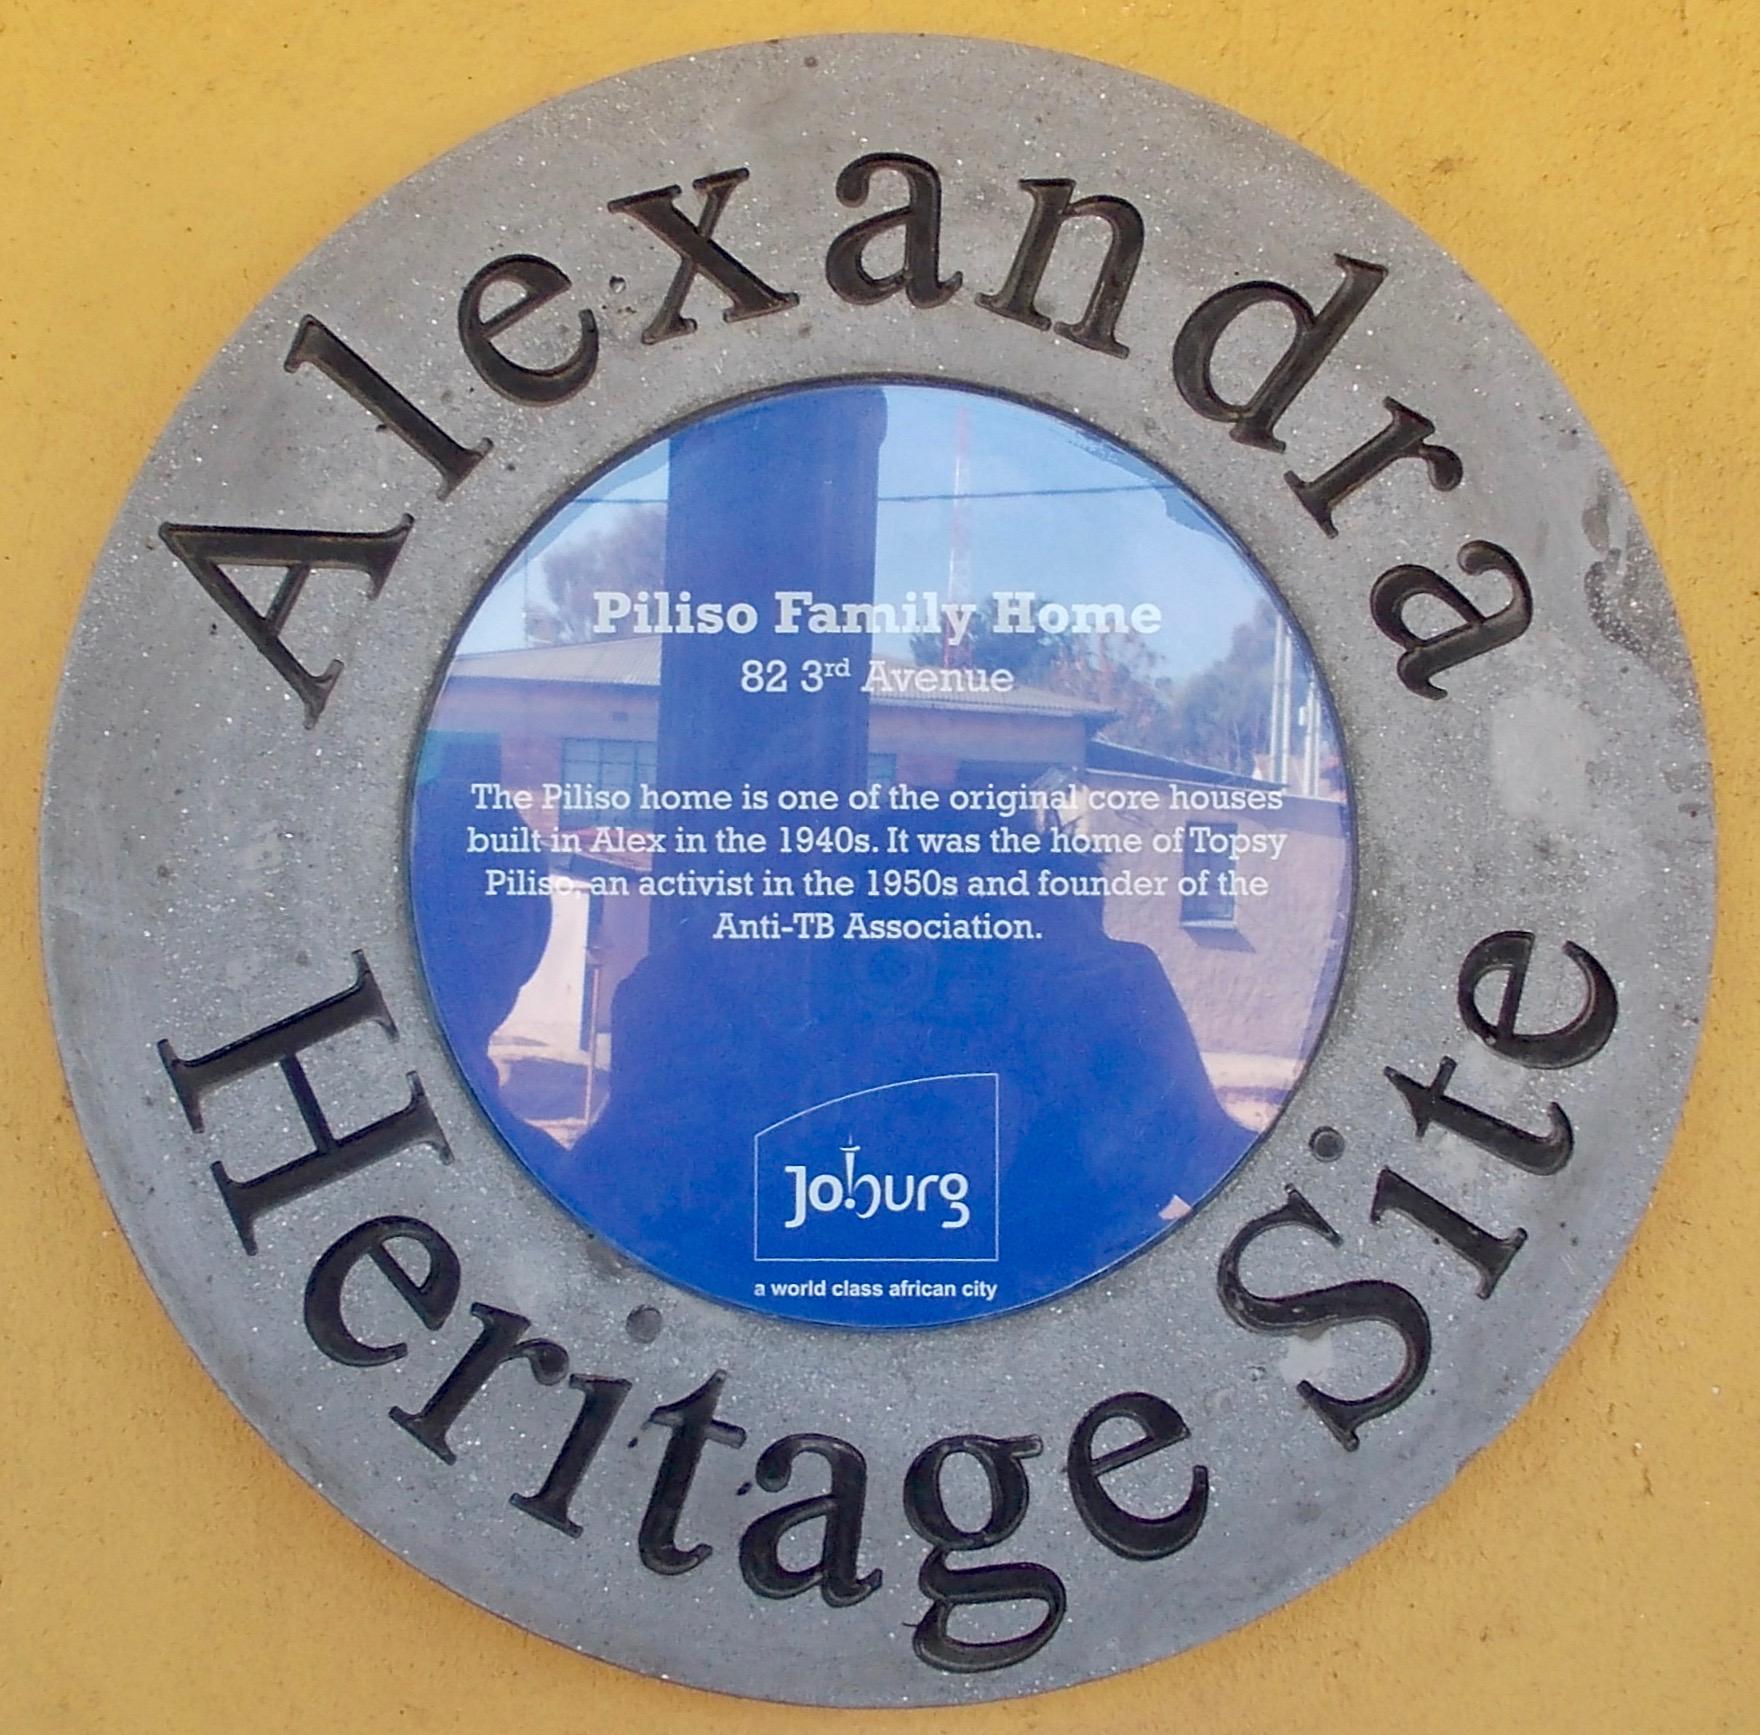 Alexandra
Piliso Family Home
82 3rd Avenue
The Piliso home is one of the original core houses
built in Alex in the 1940s. It was the home of Topsy
Piliso, an activist in the 1950s and founder of the
Anti-TB Association.
Joburg
a world class african city
Heritage Site